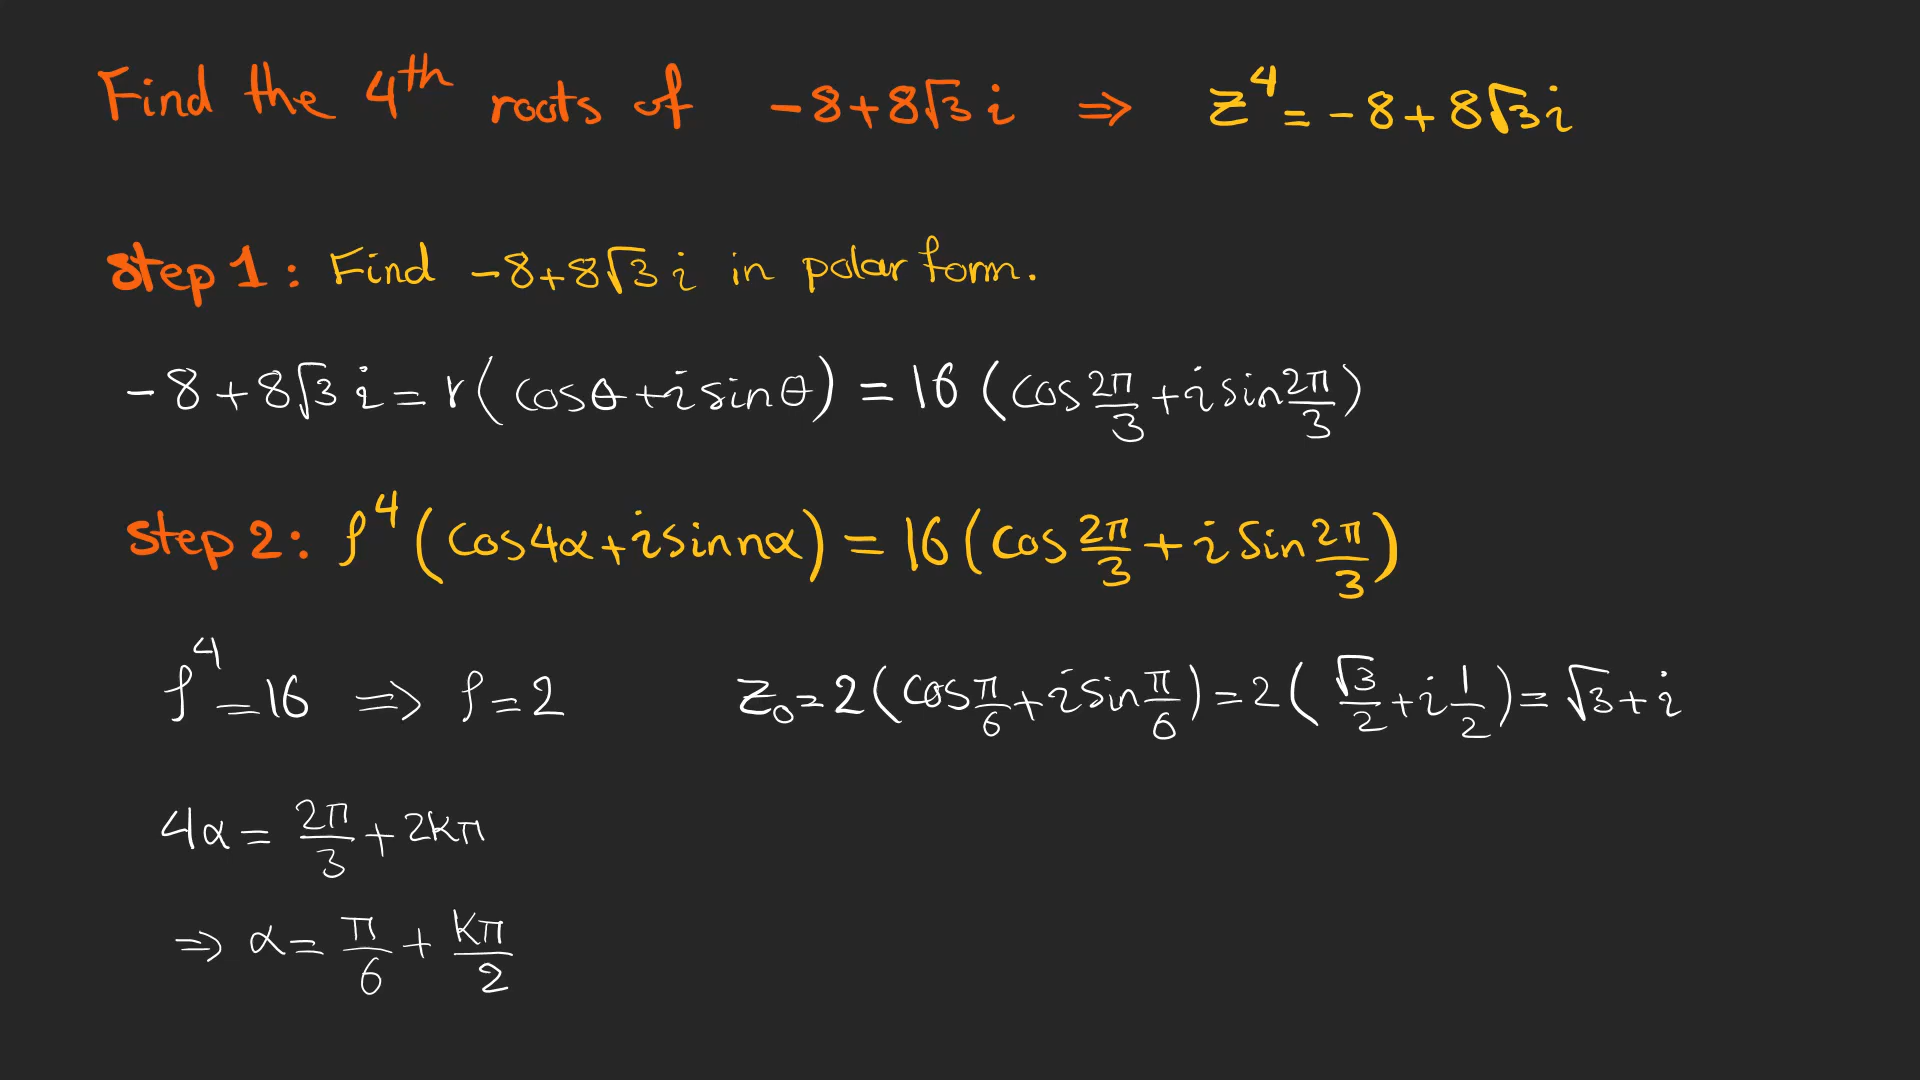 Find the 4th roots of -8+8√3 i ⇒ z⁴ = -8+8√3 i
step 1: Find -8+8√3 i in polar form.
-8+8√3 i = r(cosθ+i sinθ) = 16(cos 2π/3 + i sin 2π/3)
step 2: ρ⁴(cos4α+i sin nα) = 16(cos 2π/3 + i sin 2π/3)
ρ⁴=16 ⇒ ρ=2
z₀=2(cos π/6 + i sin π/6)=2(√3/2 + i 1/2)=√3+i
4α= 2π/3 + 2kπ
⇒ α= π/6 + kπ/2